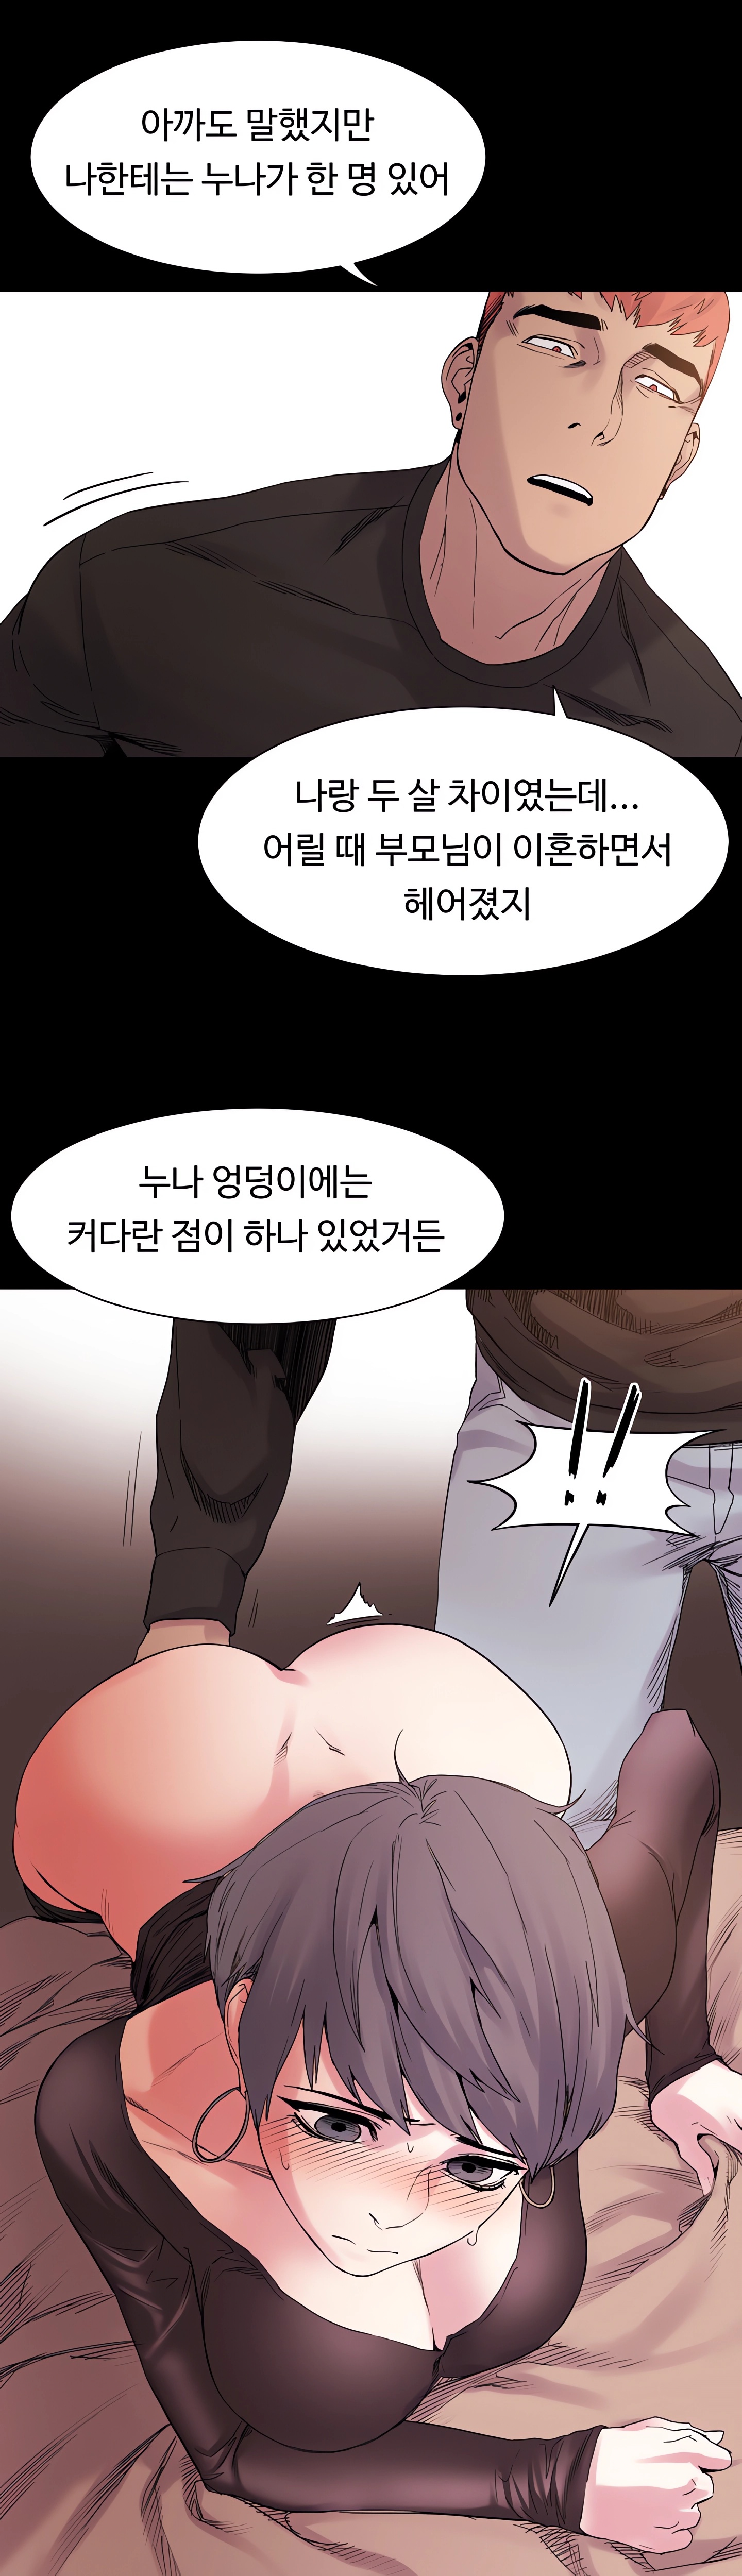 아까도 말했지만
나한테는 누나가 한 명 있어
나랑 두 살 차이였는데...
어릴 때 부모님이 이혼하면서
헤어졌지
누나 엉덩이에는
커다란 점이 하나 있었거든
!!